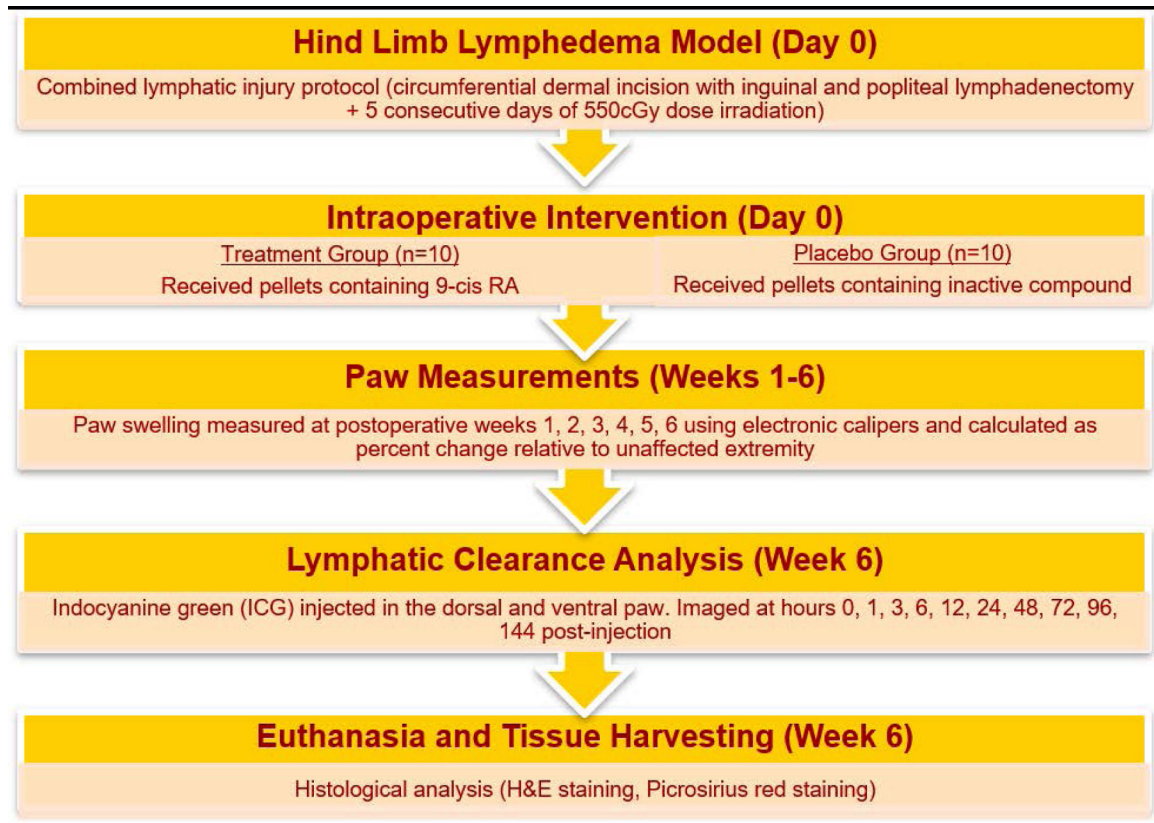 Hind Limb Lymphedema Model (Day 0)
Combined lymphatic injury protocol (circumferential dermal incision with inguinal and popliteal lymphadenectomy
+ 5 consecutive days of 550cGy dose irradiation)
Intraoperative Intervention (Day 0)
Treatment Group (n=10)
Received pellets containing 9-cis RA
Placebo Group (n=10)
Received pellets containing inactive compound
Paw Measurements (Weeks 1-6)
Paw swelling measured at postoperative weeks 1, 2, 3, 4, 5, 6 using electronic calipers and calculated as
percent change relative to unaffected extremity
Lymphatic Clearance Analysis (Week 6)
Indocyanine green (ICG) injected in the dorsal and ventral paw. Imaged at hours 0, 1, 3, 6, 12, 24, 48, 72, 96,
144 post-injection
Euthanasia and Tissue Harvesting (Week 6)
Histological analysis (H&E staining, Picrosirius red staining)